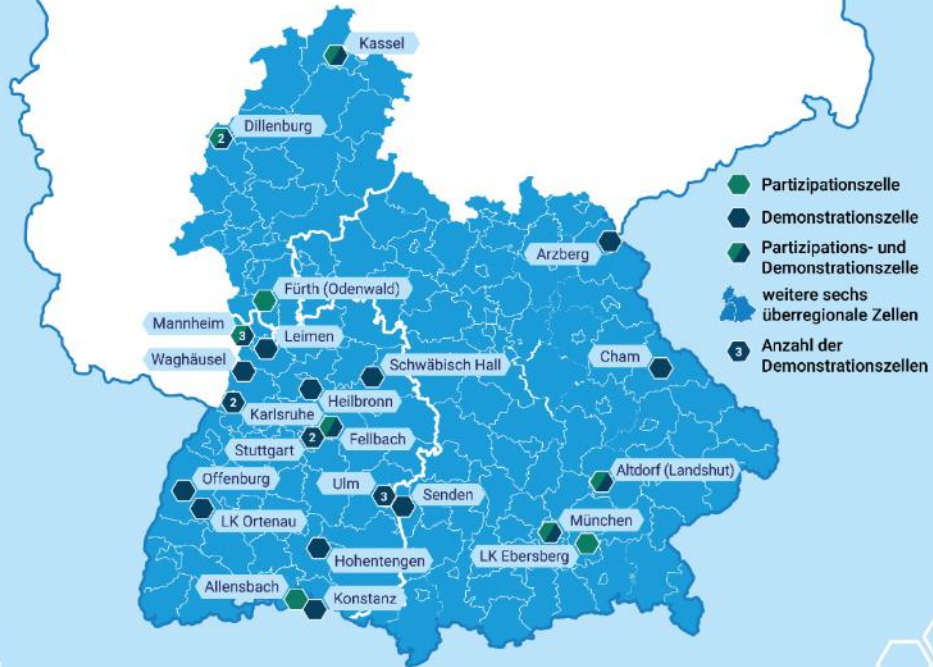 Kassel
Dillenburg
2
Partizipationszelle
Demonstrationszelle
Partizipations- und
Demonstrationszelle
weitere sechs
überregionale Zellen
3
Anzahl der
Demonstrationszellen
Arzberg
Fürth (Odenwald)
Mannheim
3
Leimen
Waghäusel
Schwäbisch Hall
Cham
Heilbronn
2
Karlsruhe
Stuttgart
2
Fellbach
Altdorf (Landshut)
Offenburg
Ulm
3
Senden
LK Ortenau
München
LK Ebersberg
Hohentengen
Allensbach
Konstanz